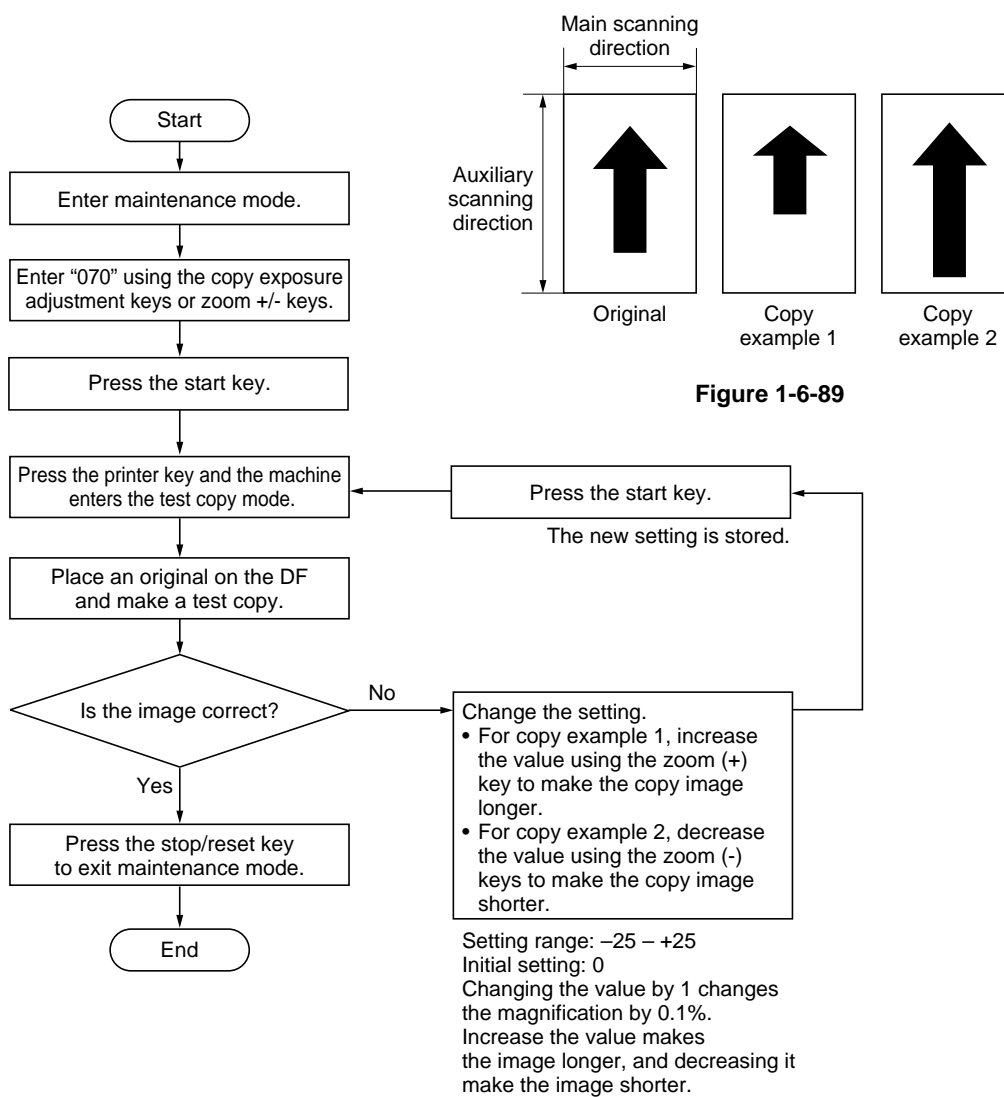 Start
Enter maintenance mode.
Enter “070” using the copy exposure
adjustment keys or zoom +/- keys.
Press the start key.
Press the printer key and the machine
enters the test copy mode.
Place an original on the DF
and make a test copy.
Is the image correct?
Yes
No
Press the stop/reset key
to exit maintenance mode.
End
Change the setting.
• For copy example 1, increase
the value using the zoom (+)
key to make the copy image
longer.
• For copy example 2, decrease
the value using the zoom (-)
keys to make the copy image
shorter.
Setting range: –25 – +25
Initial setting: 0
Changing the value by 1 changes
the magnification by 0.1%.
Increase the value makes
the image longer, and decreasing it
make the image shorter.
Press the start key.
The new setting is stored.
Main scanning
direction
Auxiliary
scanning
direction
Original
Copy
example 1
Copy
example 2
Figure 1-6-89